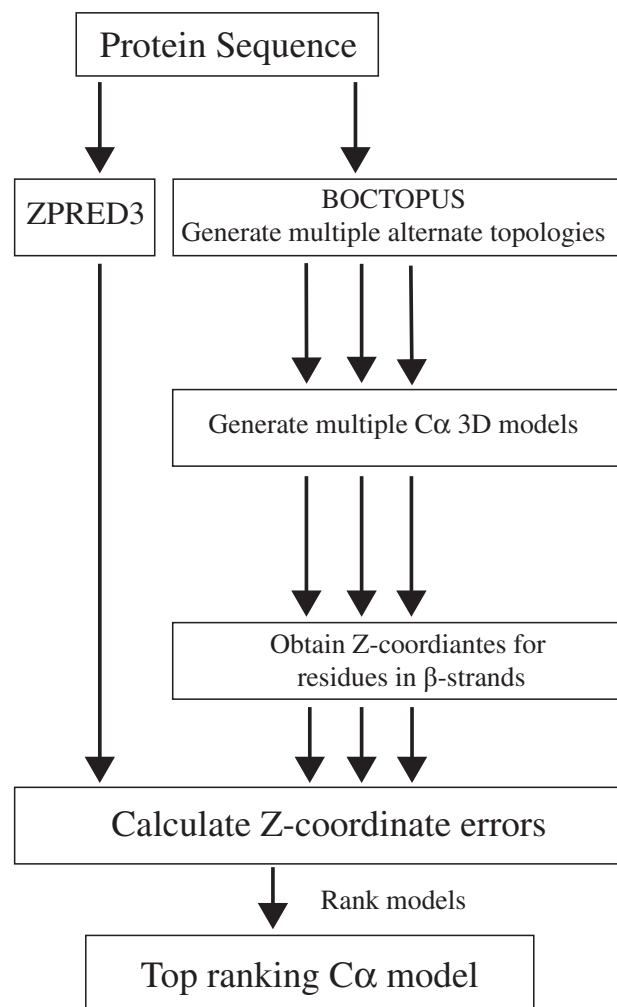 Protein Sequence
ZPRED3
BOCTOPUS
Generate multiple alternate topologies
Generate multiple Cα 3D models
Obtain Z-coordiantes for
residues in β-strands
Calculate Z-coordinate errors
Rank models
Top ranking Cα model